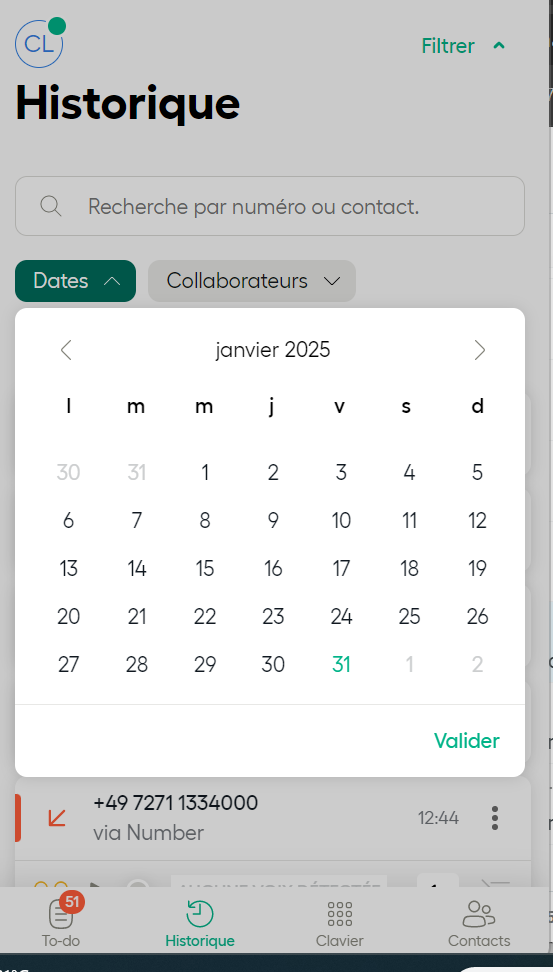 CL
Filtrer
Historique
Recherche par numéro ou contact.
Dates Collaborateurs
janvier 2025
l m m j v s d
30 31 1 2 3 4 5
6 7 8 9 10 11 12
13 14 15 16 17 18 19
20 21 22 23 24 25 26
27 28 29 30 31 1 2
Valider
+49 7271 1334000
12:44
via Number
51
To-do Historique Clavier Contacts